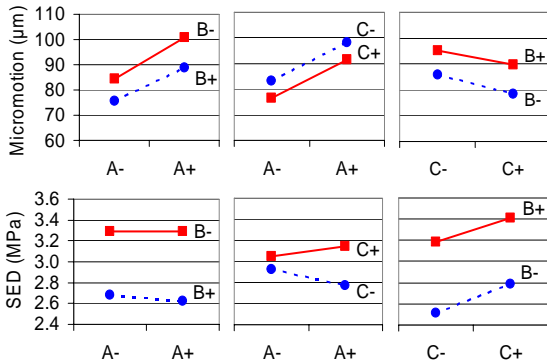 Micromotion (µm)
110
100
90
80
70
60
B-
B+
A-
A+
C-
C+
A-
A+
B+
B-
C-
C+
SED (MPa)
3.6
3.4
3.2
3.0
2.8
2.6
2.4
B-
B+
A-
A+
C+
C-
A-
A+
B+
B-
C-
C+